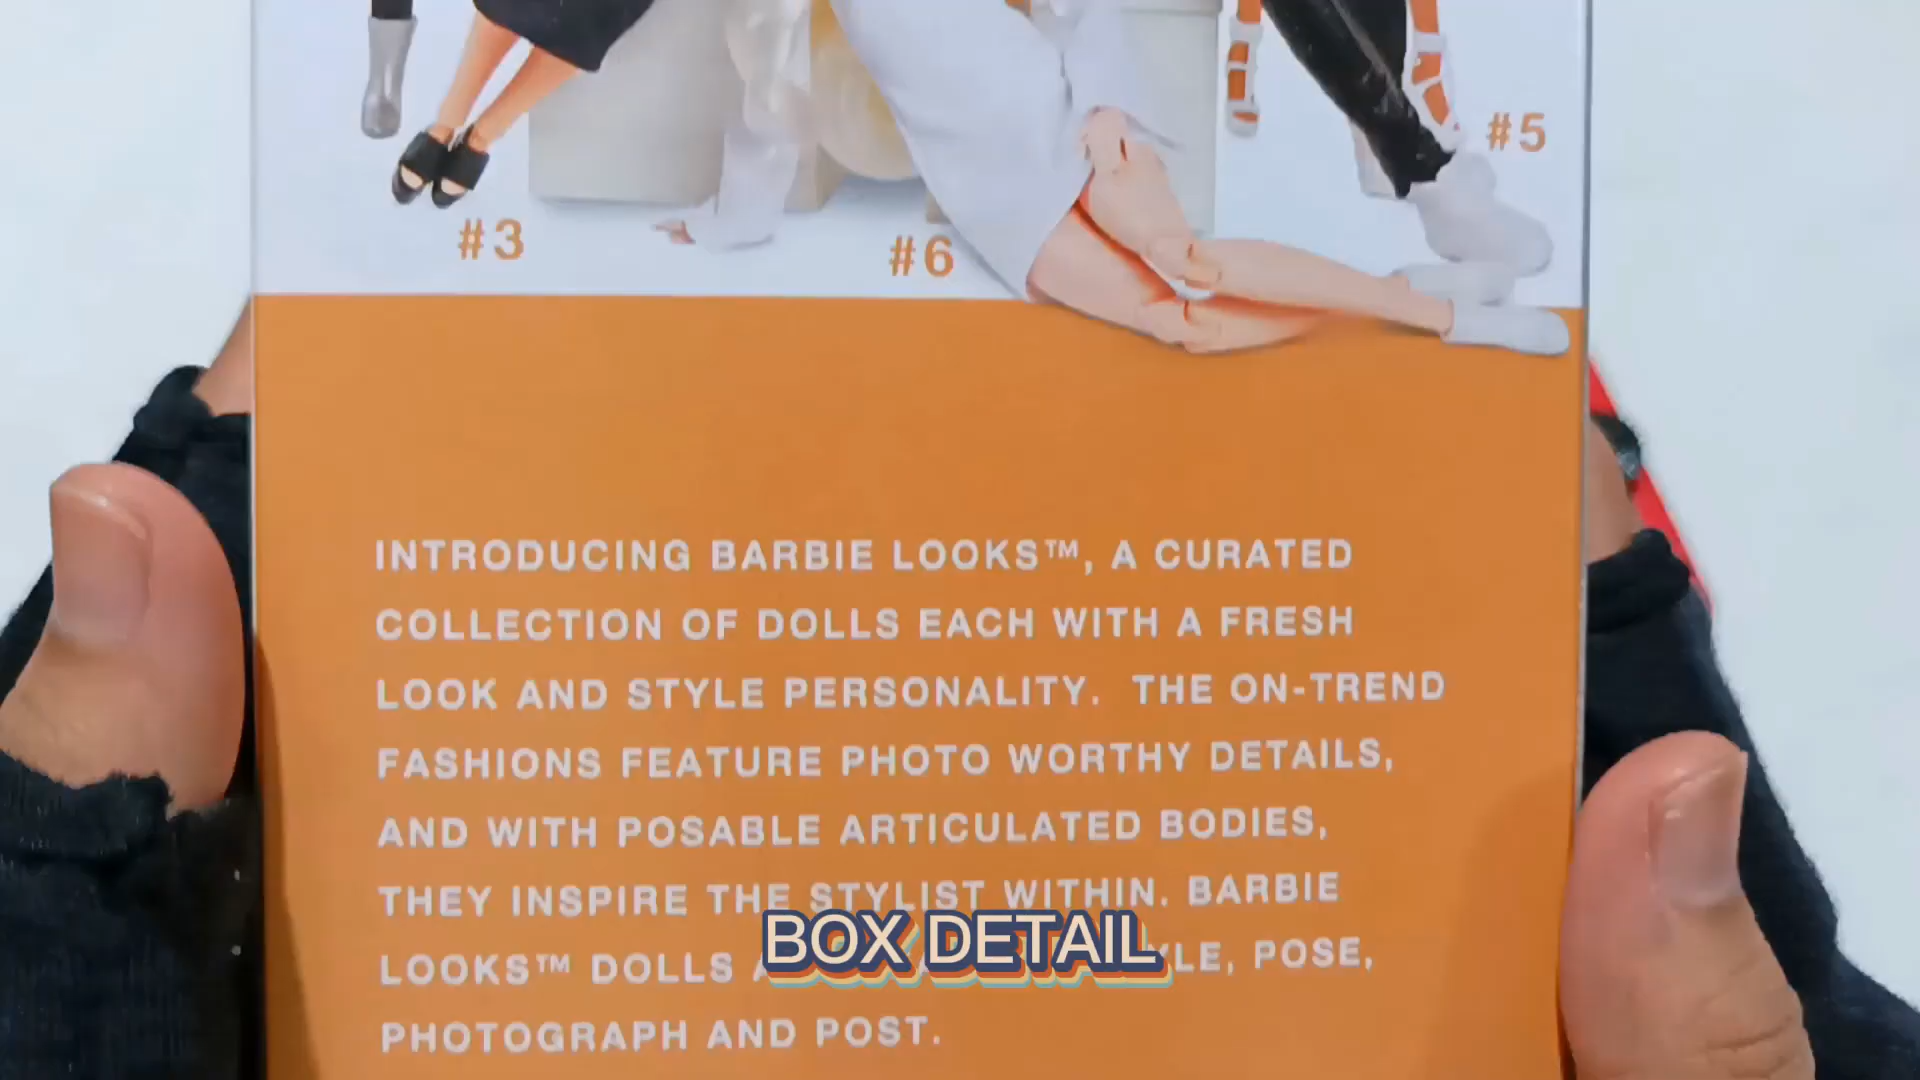 #5
#3
#6
INTRODUCING BARBIE LOOKS™, A CURATED
COLLECTION OF DOLLS EACH WITH A FRESH
LOOK AND STYLE PERSONALITY. THE ON-TREND
FASHIONS FEATURE PHOTO WORTHY DETAILS,
AND WITH POSABLE ARTICULATED BODIES,
THEY INSPIRE THE STYLIST WITHIN. BARBIE
LOOKS™ DOLLS POSE,
PHOTOGRAPH AND POST.
BOX DETAIL